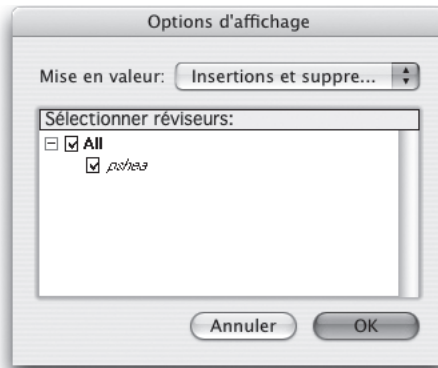 Options d'affichage
Mise en valeur: Insertions et suppre...
Sélectionner réviseurs:
All
pshea
Annuler OK